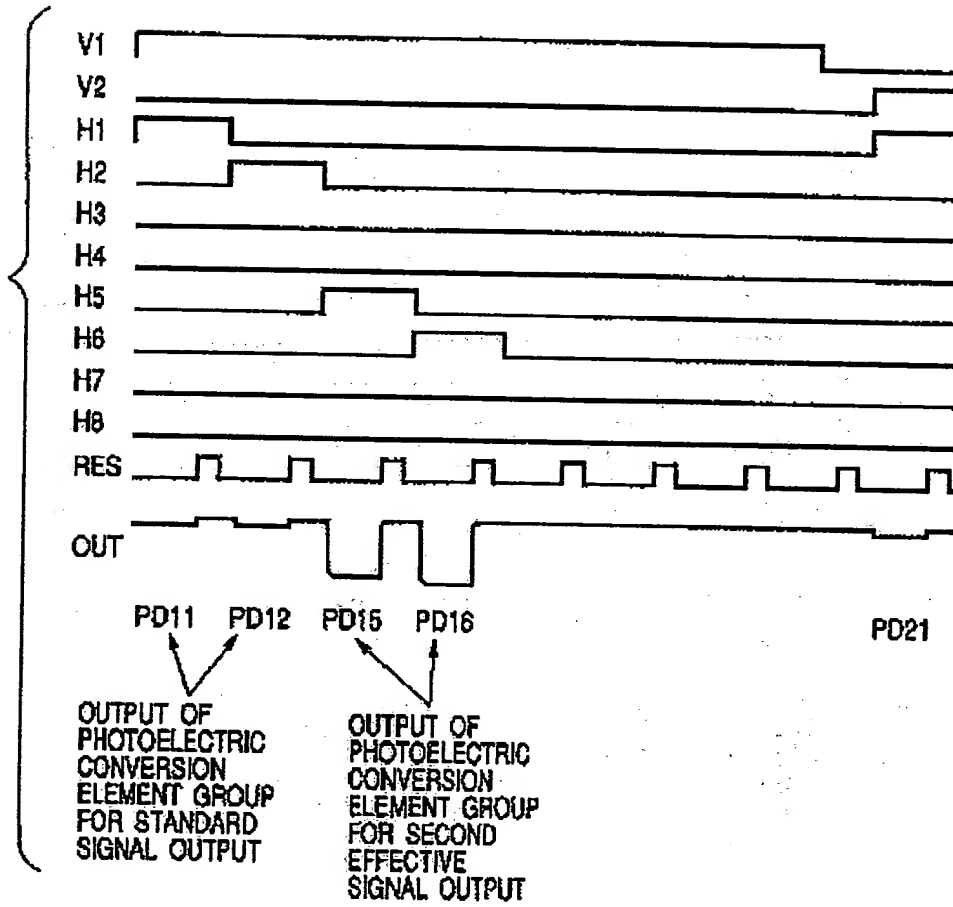 V1
V2
H1
H2
H3
H4
H5
H6
H7
H8
RES
OUT
PD11 PD12 PD15 PD16 PD21
OUTPUT OF
PHOTOELECTRIC
CONVERSION
ELEMENT GROUP
FOR STANDARD
SIGNAL OUTPUT
OUTPUT OF
PHOTOELECTRIC
CONVERSION
ELEMENT GROUP
FOR SECOND
EFFECTIVE
SIGNAL OUTPUT